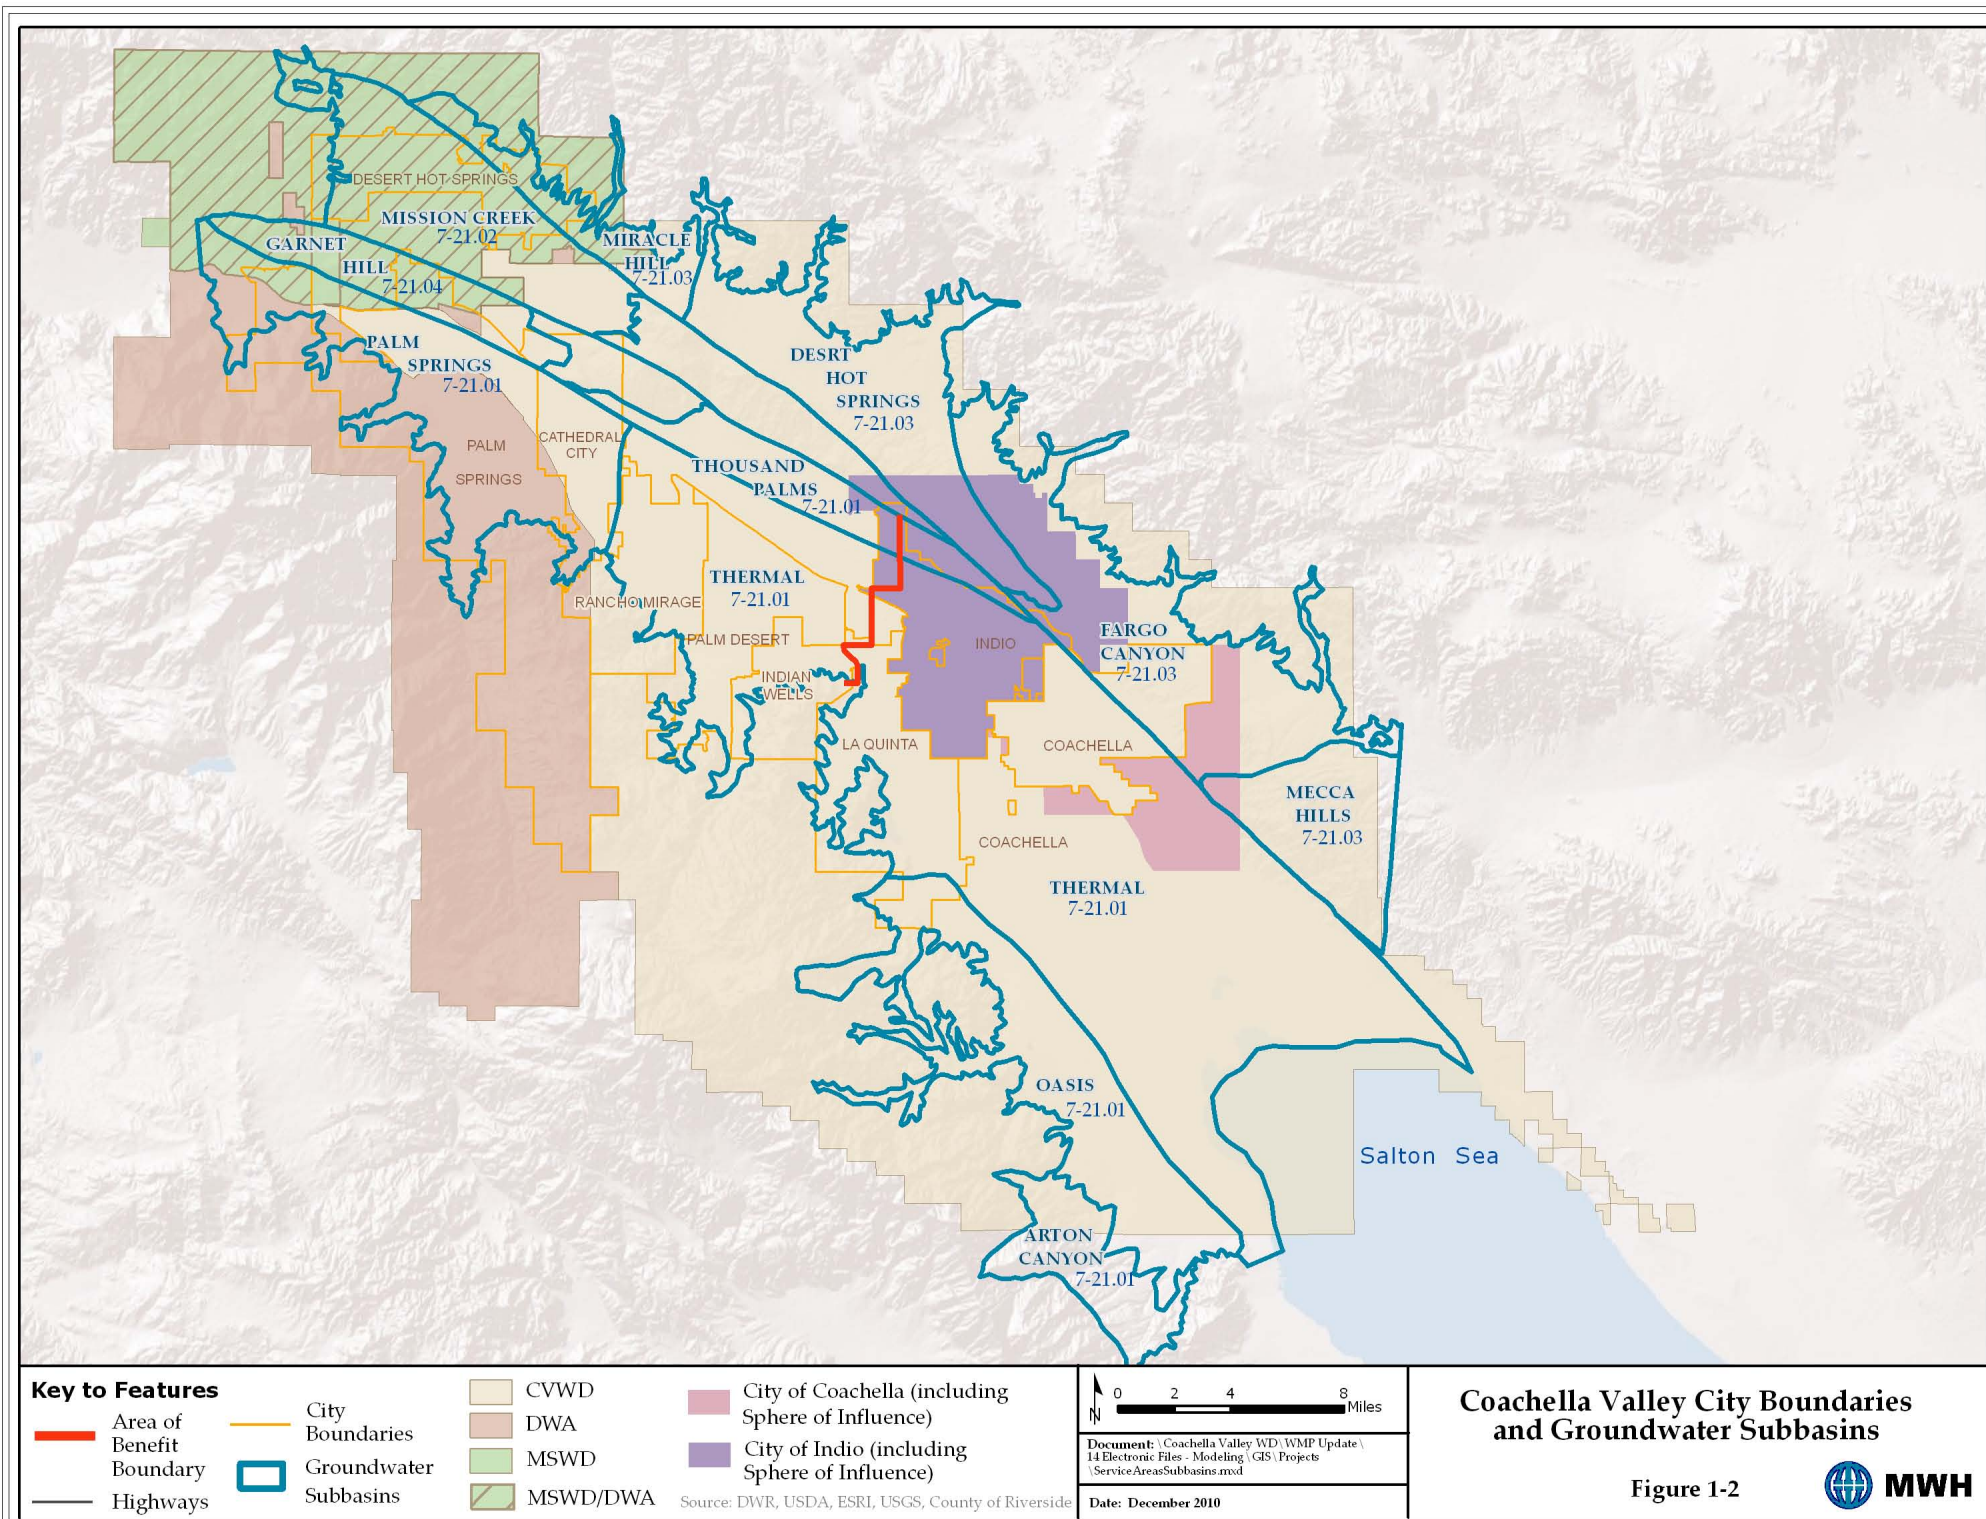 DESERT HOT SPRINGS
MISSION CREEK
7-21.02
GARNET
HILL
7-21.04
MIRACLE
HILL
7-21.03
PALM
SPRINGS
7-21.01
DESRT
HOT
SPRINGS
7-21.03
PALM
SPRINGS
CATHEDRAL
CITY
THOUSAND
PALMS
7-21.01
THERMAL
7-21.01
RANCHO MIRAGE
PALM DESERT
INDIAN
WELLS
INDIO
FARGO
CANYON
7-21.03
LA QUINTA
COACHELLA
MECCA
HILLS
7-21.03
COACHELLA
THERMAL
7-21.01
OASIS
7-21.01
Salton Sea
ARTON
CANYON
7-21.01
Key to Features
Area of
Benefit
Boundary
Highways
City
Boundaries
Groundwater
Subbasins
CVWD
DWA
MSWD
MSWD/DWA
City of Coachella (including
Sphere of Influence)
City of Indio (including
Sphere of Influence)
Source: DWR, USDA, ESRI, USGS, County of Riverside
N
0 2 4 8
Miles
Document: \Coachella Valley WD\WMP Update\
14 Electronic Files - Modeling\GIS\Projects
\ServiceAreasSubbasins.mxd
Date: December 2010
Coachella Valley City Boundaries
and Groundwater Subbasins
Figure 1-2
MWH